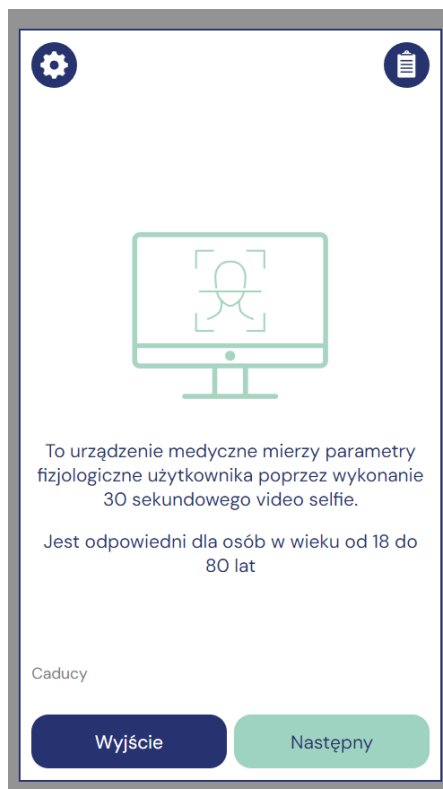 To urządzenie medyczne mierzy parametry
fizjologiczne użytkownika poprzez wykonanie
30 sekundowego video selfie.
Jest odpowiedni dla osób w wieku od 18 do
80 lat
Caducy
Wyjście
Następny